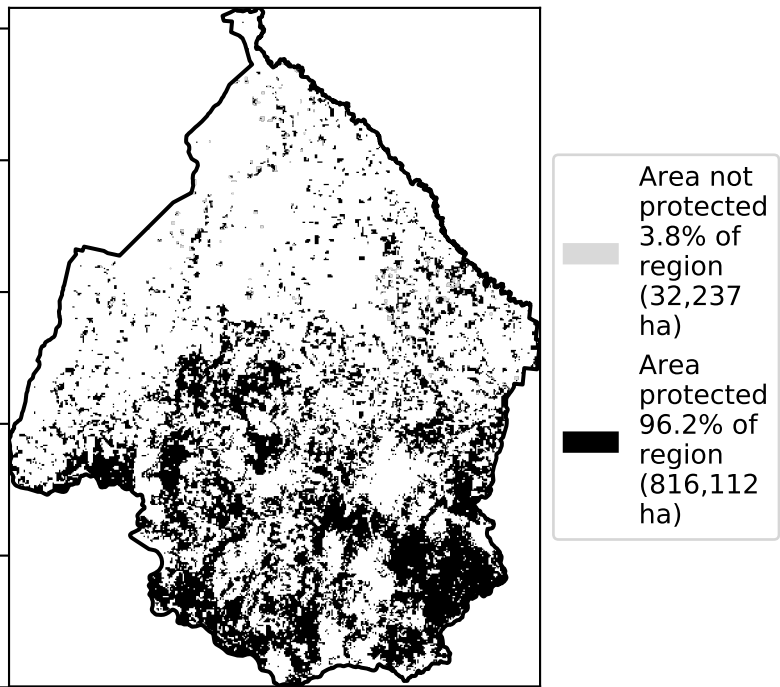 Area not
protected
3.8% of
region
(32,237
ha)
Area
protected
96.2% of
region
(816,112
ha)